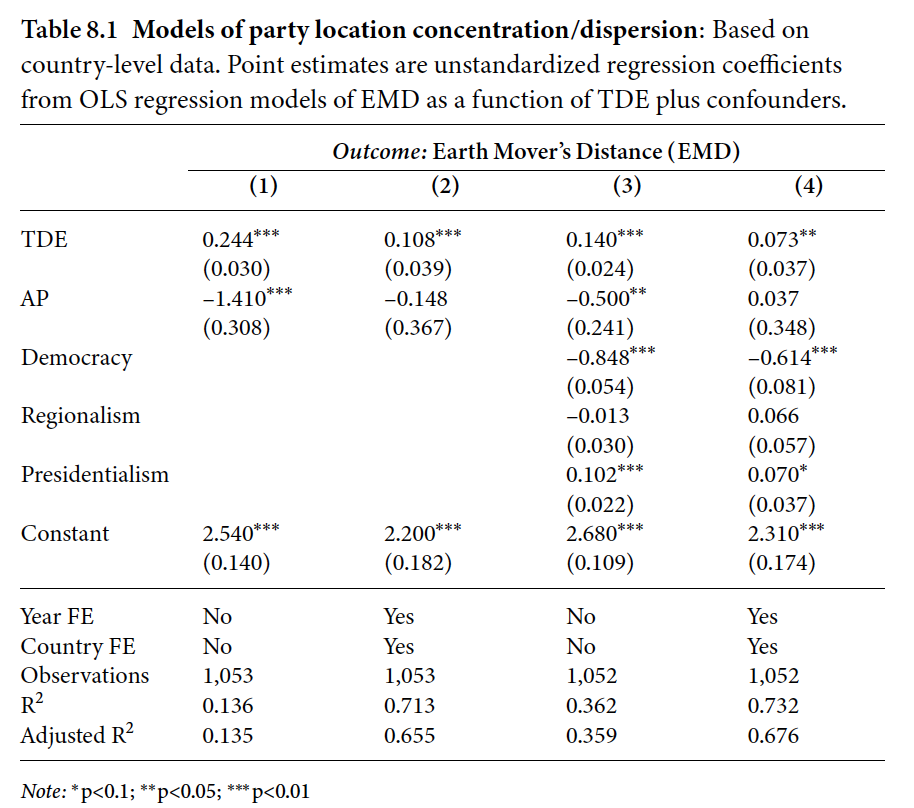 Table 8.1 Models of party location concentration/dispersion: Based on
country-level data. Point estimates are unstandardized regression coefficients
from OLS regression models of EMD as a function of TDE plus confounders.
Outcome: Earth Mover’s Distance (EMD)
(1) (2) (3) (4)
TDE 0.244*** 0.108*** 0.140*** 0.073**
(0.030) (0.039) (0.024) (0.037)
AP –1.410*** –0.148 –0.500** 0.037
(0.308) (0.367) (0.241) (0.348)
Democracy –0.848*** –0.614***
(0.054) (0.081)
Regionalism –0.013 0.066
(0.030) (0.057)
Presidentialism 0.102*** 0.070*
(0.022) (0.037)
Constant 2.540*** 2.200*** 2.680*** 2.310***
(0.140) (0.182) (0.109) (0.174)
Year FE No Yes No Yes
Country FE No Yes No Yes
Observations 1,053 1,053 1,052 1,052
R² 0.136 0.713 0.362 0.732
Adjusted R² 0.135 0.655 0.359 0.676
Note: *p<0.1; **p<0.05; ***p<0.01